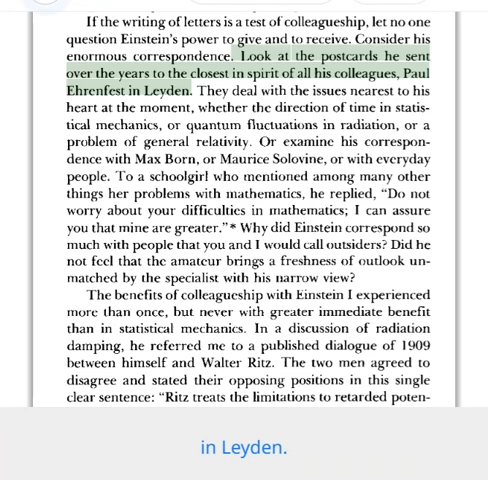 If the writing of letters is a test of colleagueship, let no one
question Einstein's power to give and to receive. Consider his
enormous correspondence. Look at the postcards he sent
over the years to the closest in spirit of all his colleagues, Paul
Ehrenfest in Leyden. They deal with the issues nearest to his
heart at the moment, whether the direction of time in statis-
tical mechanics, or quantum fluctuations in radiation, or a
problem of general relativity. Or examine his correspon-
dence with Max Born, or Maurice Solovine, or with everyday
people. To a schoolgirl who mentioned among many other
things her problems with mathematics, he replied, "Do not
worry about your difficulties in mathematics; I can assure
you that mine are greater."* Why did Einstein correspond so
much with people that you and I would call outsiders? Did he
not feel that the amateur brings a freshness of outlook un-
matched by the specialist with his narrow view?
The benefits of colleagueship with Einstein I experienced
more than once, but never with greater immediate benefit
than in statistical mechanics. In a discussion of radiation
damping, he referred me to a published dialogue of 1909
between himself and Walter Ritz. The two men agreed to
disagree and stated their opposing positions in this single
clear sentence: "Ritz treats the limitations to retarded poten-
in Leyden.